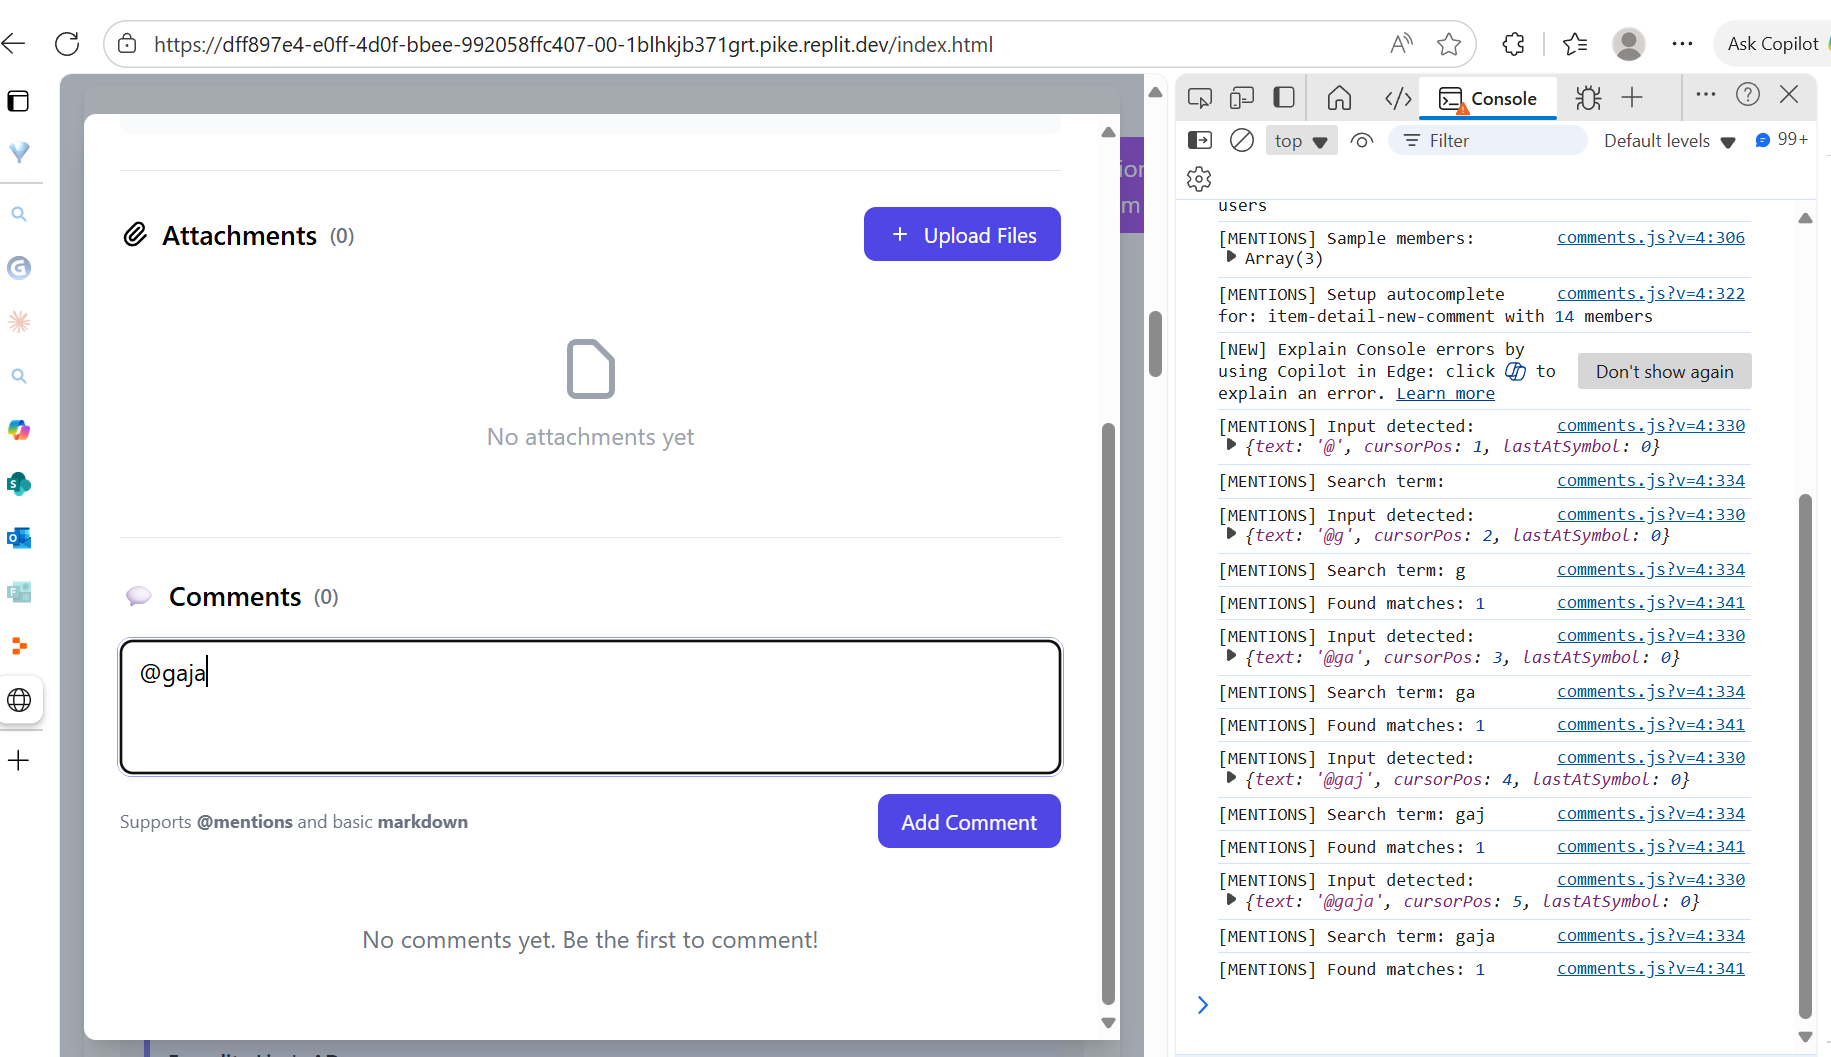 https://dff897e4-e0ff-4d0f-bbee-992058ffc407-00-1blhkjb371grt.pike.replit.dev/index.html
Ask Copilot
Console
top
Filter
Default levels
99+
Attachments (0)
+ Upload Files
No attachments yet
Comments (0)
@gaja
Supports @mentions and basic markdown
Add Comment
No comments yet. Be the first to comment!
users
[MENTIONS] Sample members: comments.js?v=4:306
Array(3)
[MENTIONS] Setup autocomplete comments.js?v=4:322
for: item-detail-new-comment with 14 members
[NEW] Explain Console errors by
using Copilot in Edge: click to
explain an error. Learn more
Don't show again
[MENTIONS] Input detected: comments.js?v=4:330
{text: '@', cursorPos: 1, lastAtSymbol: 0}
[MENTIONS] Search term: comments.js?v=4:334
[MENTIONS] Input detected: comments.js?v=4:330
{text: '@g', cursorPos: 2, lastAtSymbol: 0}
[MENTIONS] Search term: g comments.js?v=4:334
[MENTIONS] Found matches: 1 comments.js?v=4:341
[MENTIONS] Input detected: comments.js?v=4:330
{text: '@ga', cursorPos: 3, lastAtSymbol: 0}
[MENTIONS] Search term: ga comments.js?v=4:334
[MENTIONS] Found matches: 1 comments.js?v=4:341
[MENTIONS] Input detected: comments.js?v=4:330
{text: '@gaj', cursorPos: 4, lastAtSymbol: 0}
[MENTIONS] Search term: gaj comments.js?v=4:334
[MENTIONS] Found matches: 1 comments.js?v=4:341
[MENTIONS] Input detected: comments.js?v=4:330
{text: '@gaja', cursorPos: 5, lastAtSymbol: 0}
[MENTIONS] Search term: gaja comments.js?v=4:334
[MENTIONS] Found matches: 1 comments.js?v=4:341